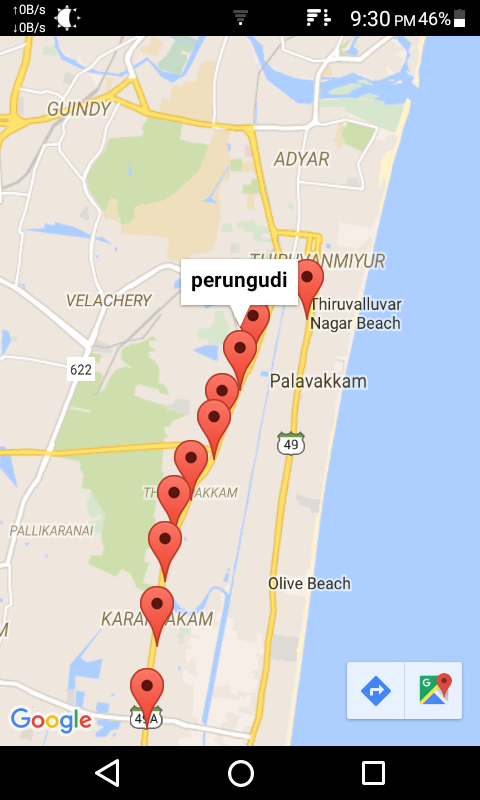 ↑0B/s
↓0B/s
9:30 PM 46%
GUINDY
ADYAR
THIRUVANMIYUR
perungudi
VELACHERY
Thiruvalluvar
Nagar Beach
622
Palavakkam
49
PALLIKARANAI
Olive Beach
49A
G
Google